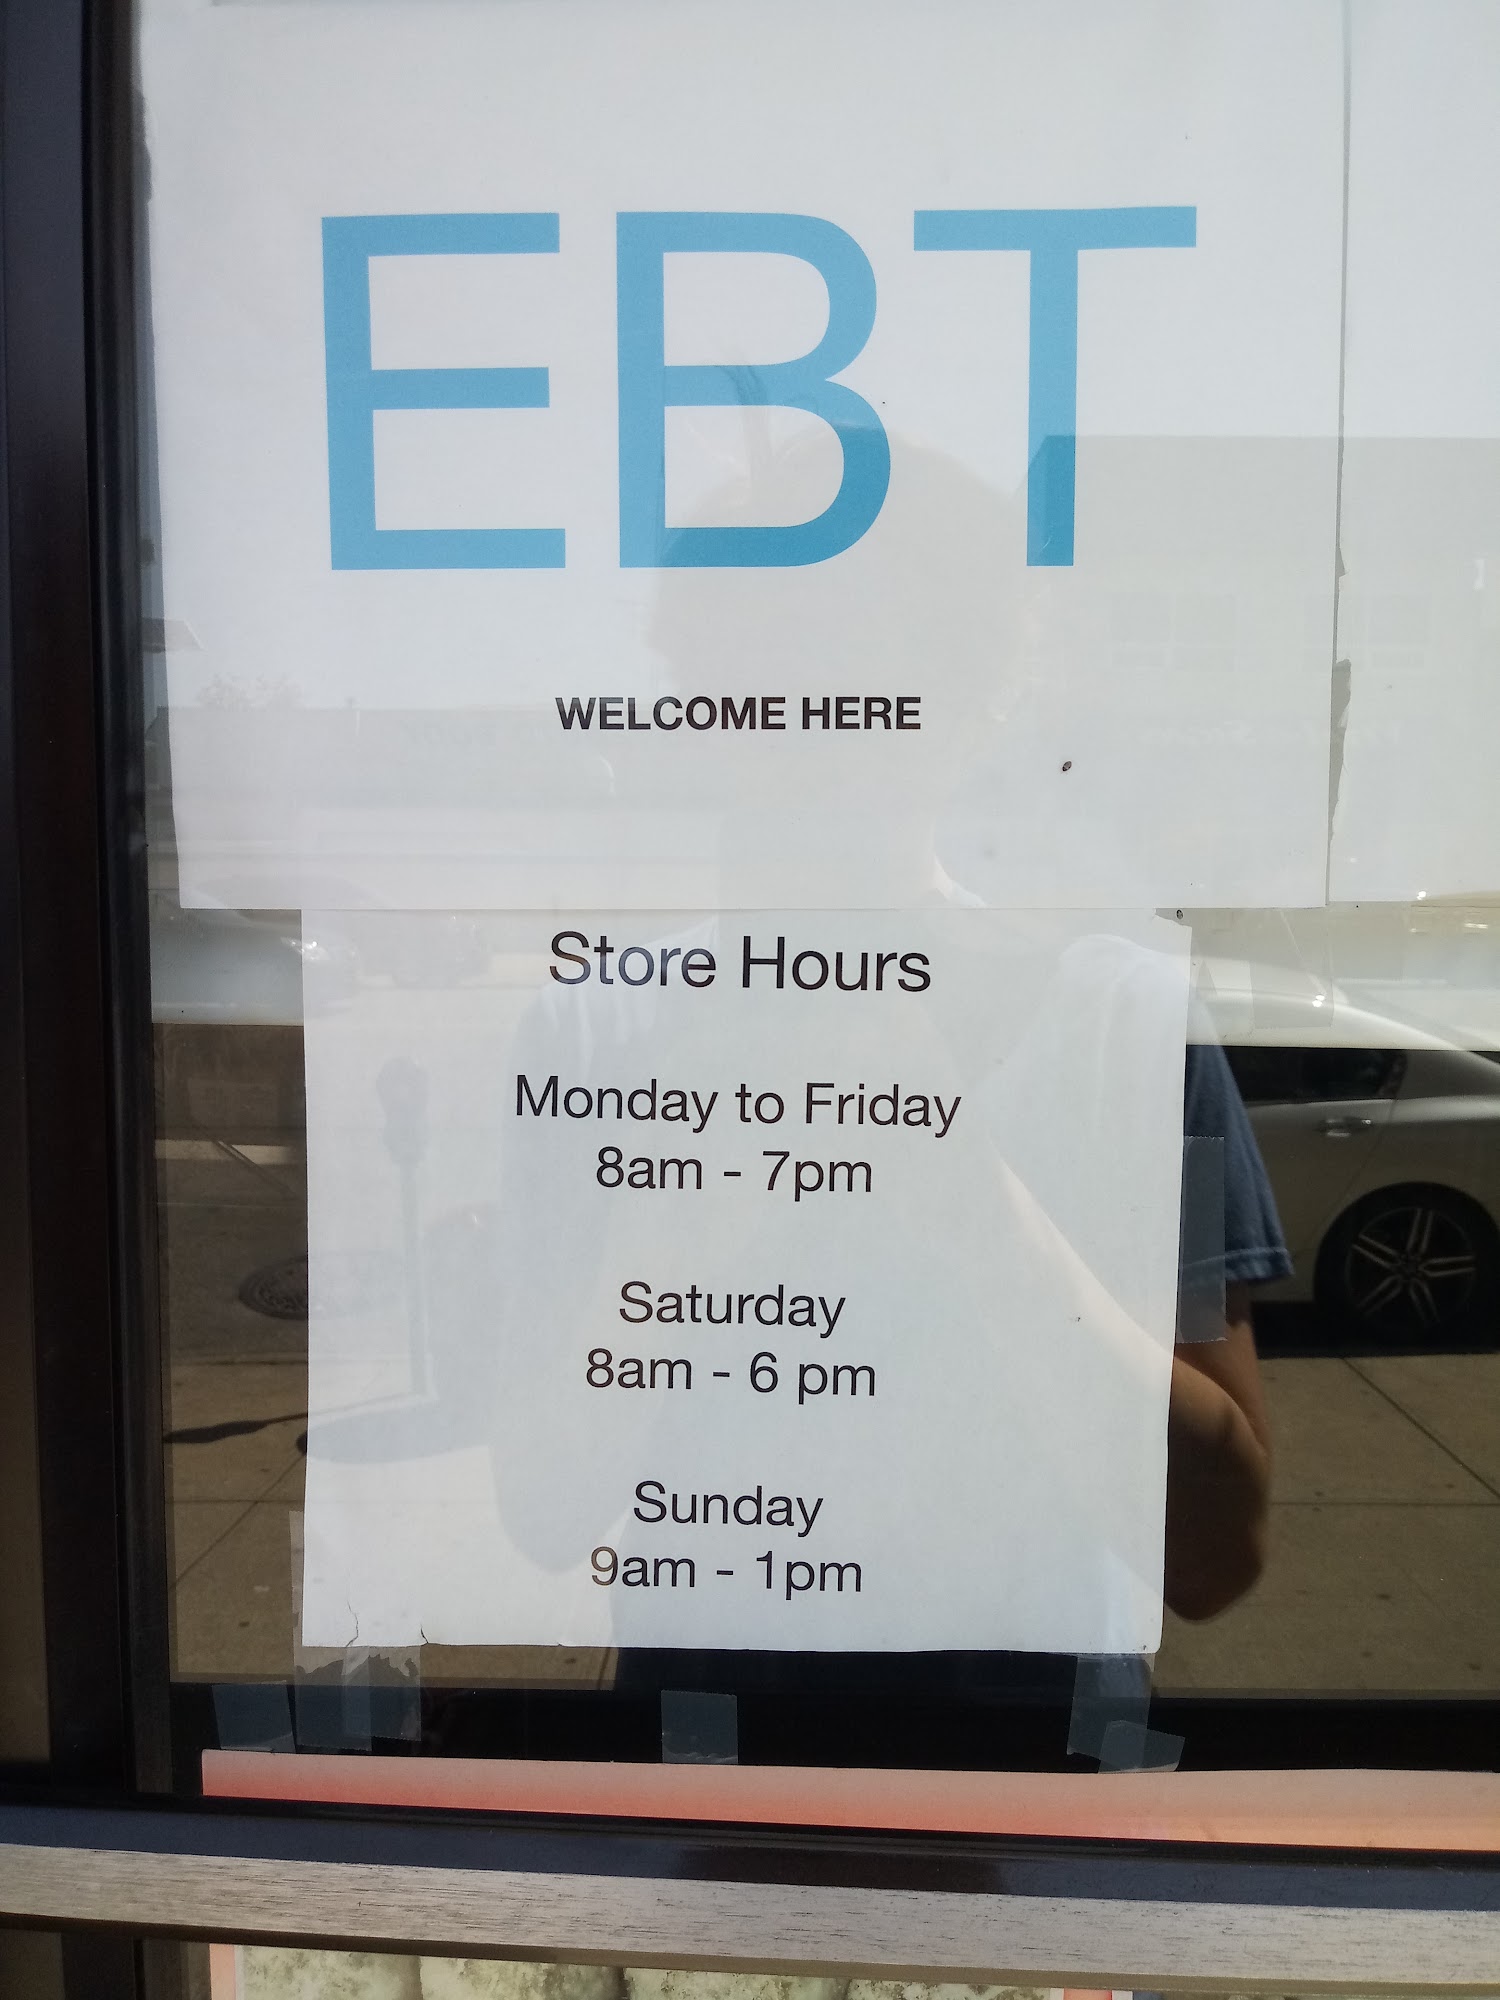 EBT
WELCOME HERE
Store Hours
Monday to Friday
8am - 7pm
Saturday
8am - 6 pm
Sunday
9am - 1pm